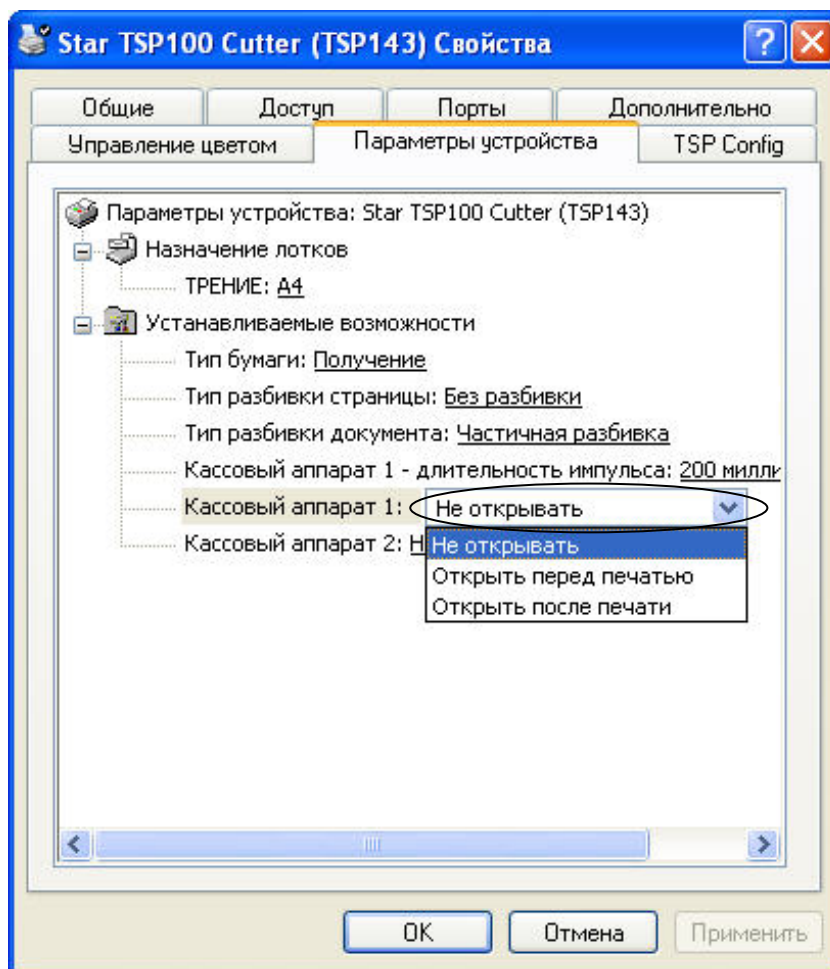 Star TSP100 Cutter (TSP143) Свойства
Общие Доступ Порты Дополнительно
Управление цветом Параметры устройства TSP Config
Параметры устройства: Star TSP100 Cutter (TSP143)
Назначение лотков
ТРЕНИЕ: A4
Устанавливаемые возможности
Тип бумаги: Получение
Тип разбивки страницы: Без разбивки
Тип разбивки документа: Частичная разбивка
Кассовый аппарат 1 - длительность импульса: 200 милли
Кассовый аппарат 1: Не открывать
Кассовый аппарат 2: Н
Не открывать
Открыть перед печатью
Открыть после печати
OK Отмена Применить